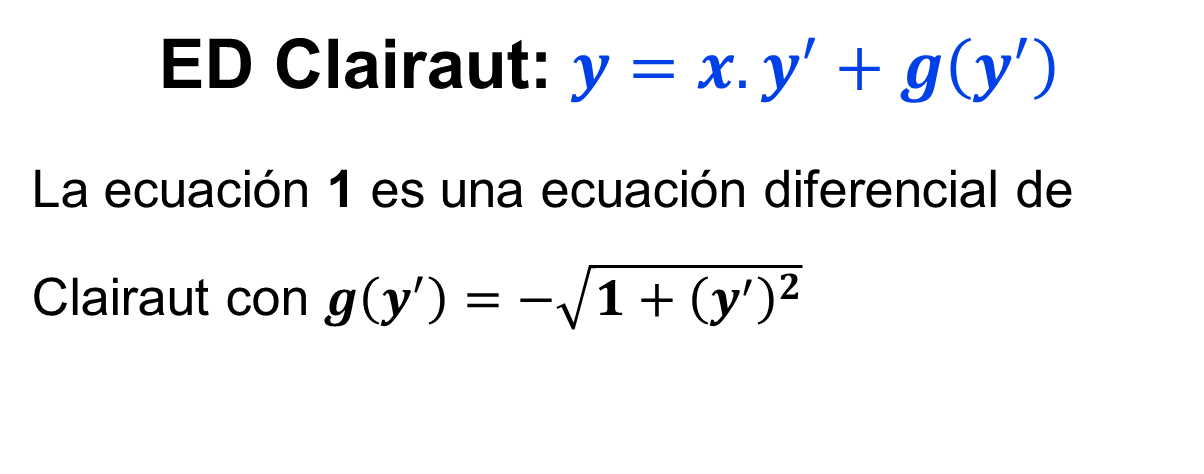 ED Clairaut: y = x. y′ + g(y′)
La ecuación 1 es una ecuación diferencial de
Clairaut con g(y′) = −√1 + (y′)²